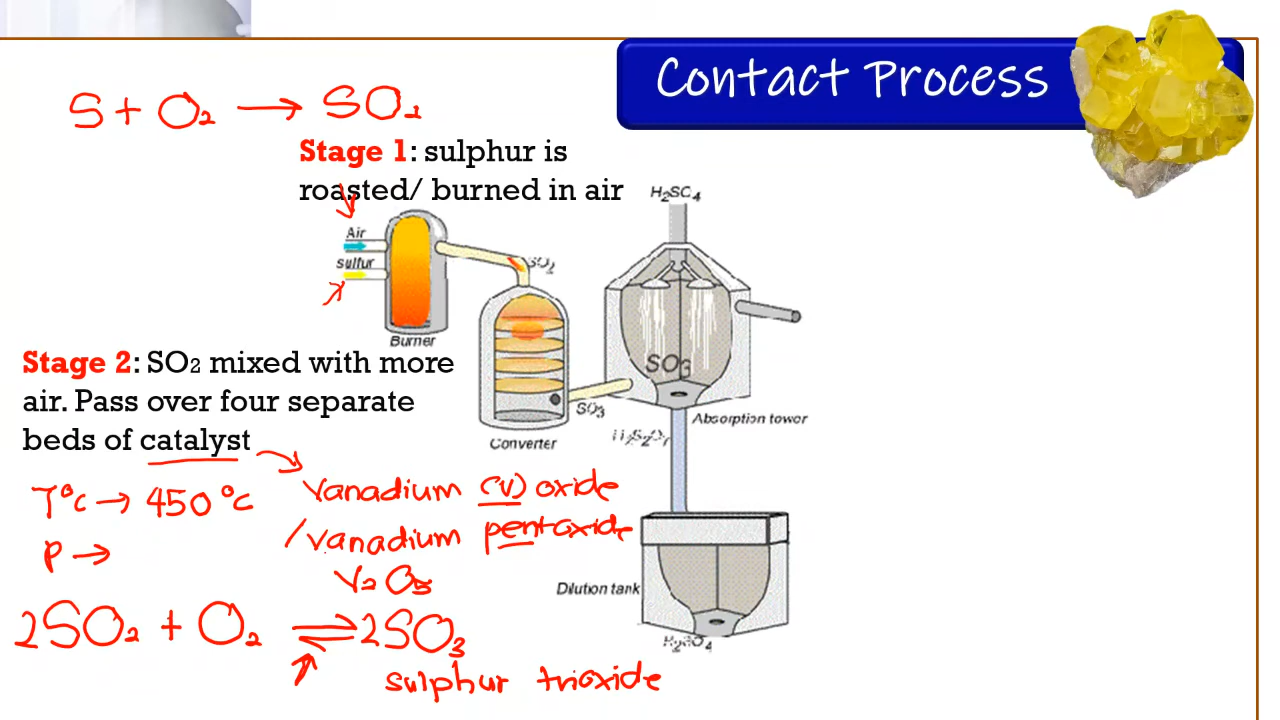 Contact Process
S + O₂ → SO₂
Stage 1: sulphur is
roasted/ burned in air
H₂SO₄
Air
sulfur
SO₂
Burner
Stage 2: SO₂ mixed with more
air. Pass over four separate
beds of catalyst
SO₃
SO₃
Absorption tower
Converter
H₂S₂O₇
T°C → 450°C
Vanadium (V) oxide
/vanadium pentoxide
P →
V₂O₅
Dilution tank
2SO₂ + O₂ ⇌ 2SO₃
H₂SO₄
sulphur trioxide